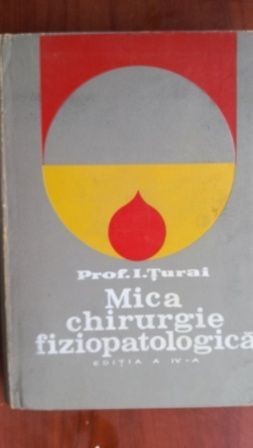 Prof. I. Țurai
Mica
chirurgie
fiziopatologică
EDIȚIA A IV-A